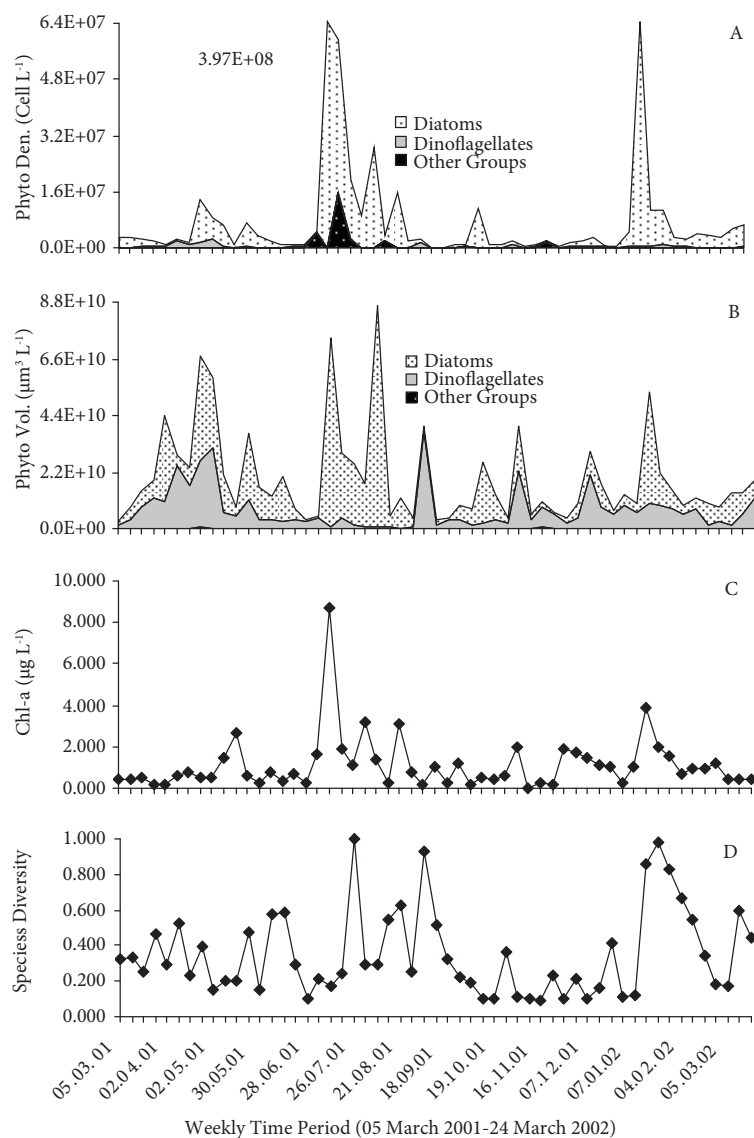 A
Phyto Den. (Cell L-1)
6.4E+07
4.8E+07
3.2E+07
1.6E+07
0.0E+00
3.97E+08
Diatoms
Dinoflagellates
Other Groups
B
Phyto Vol. (μm3 L-1)
8.8E+10
6.6E+10
4.4E+10
2.2E+10
0.0E+00
Diatoms
Dinoflagellates
Other Groups
C
Chl-a (μg L-1)
10.000
8.000
6.000
4.000
2.000
0.000
D
Speciess Diversity
1.000
0.800
0.600
0.400
0.200
0.000
05. 03. 01
02.04. 01
02.05. 01
30.05.01
28.06.01
26.07.01
21.08.01
18.09.01
19.10.01
16.11.01
07.12. 01
07.01. 02
04.02.02
05.03.02
Weekly Time Period (05 March 2001-24 March 2002)